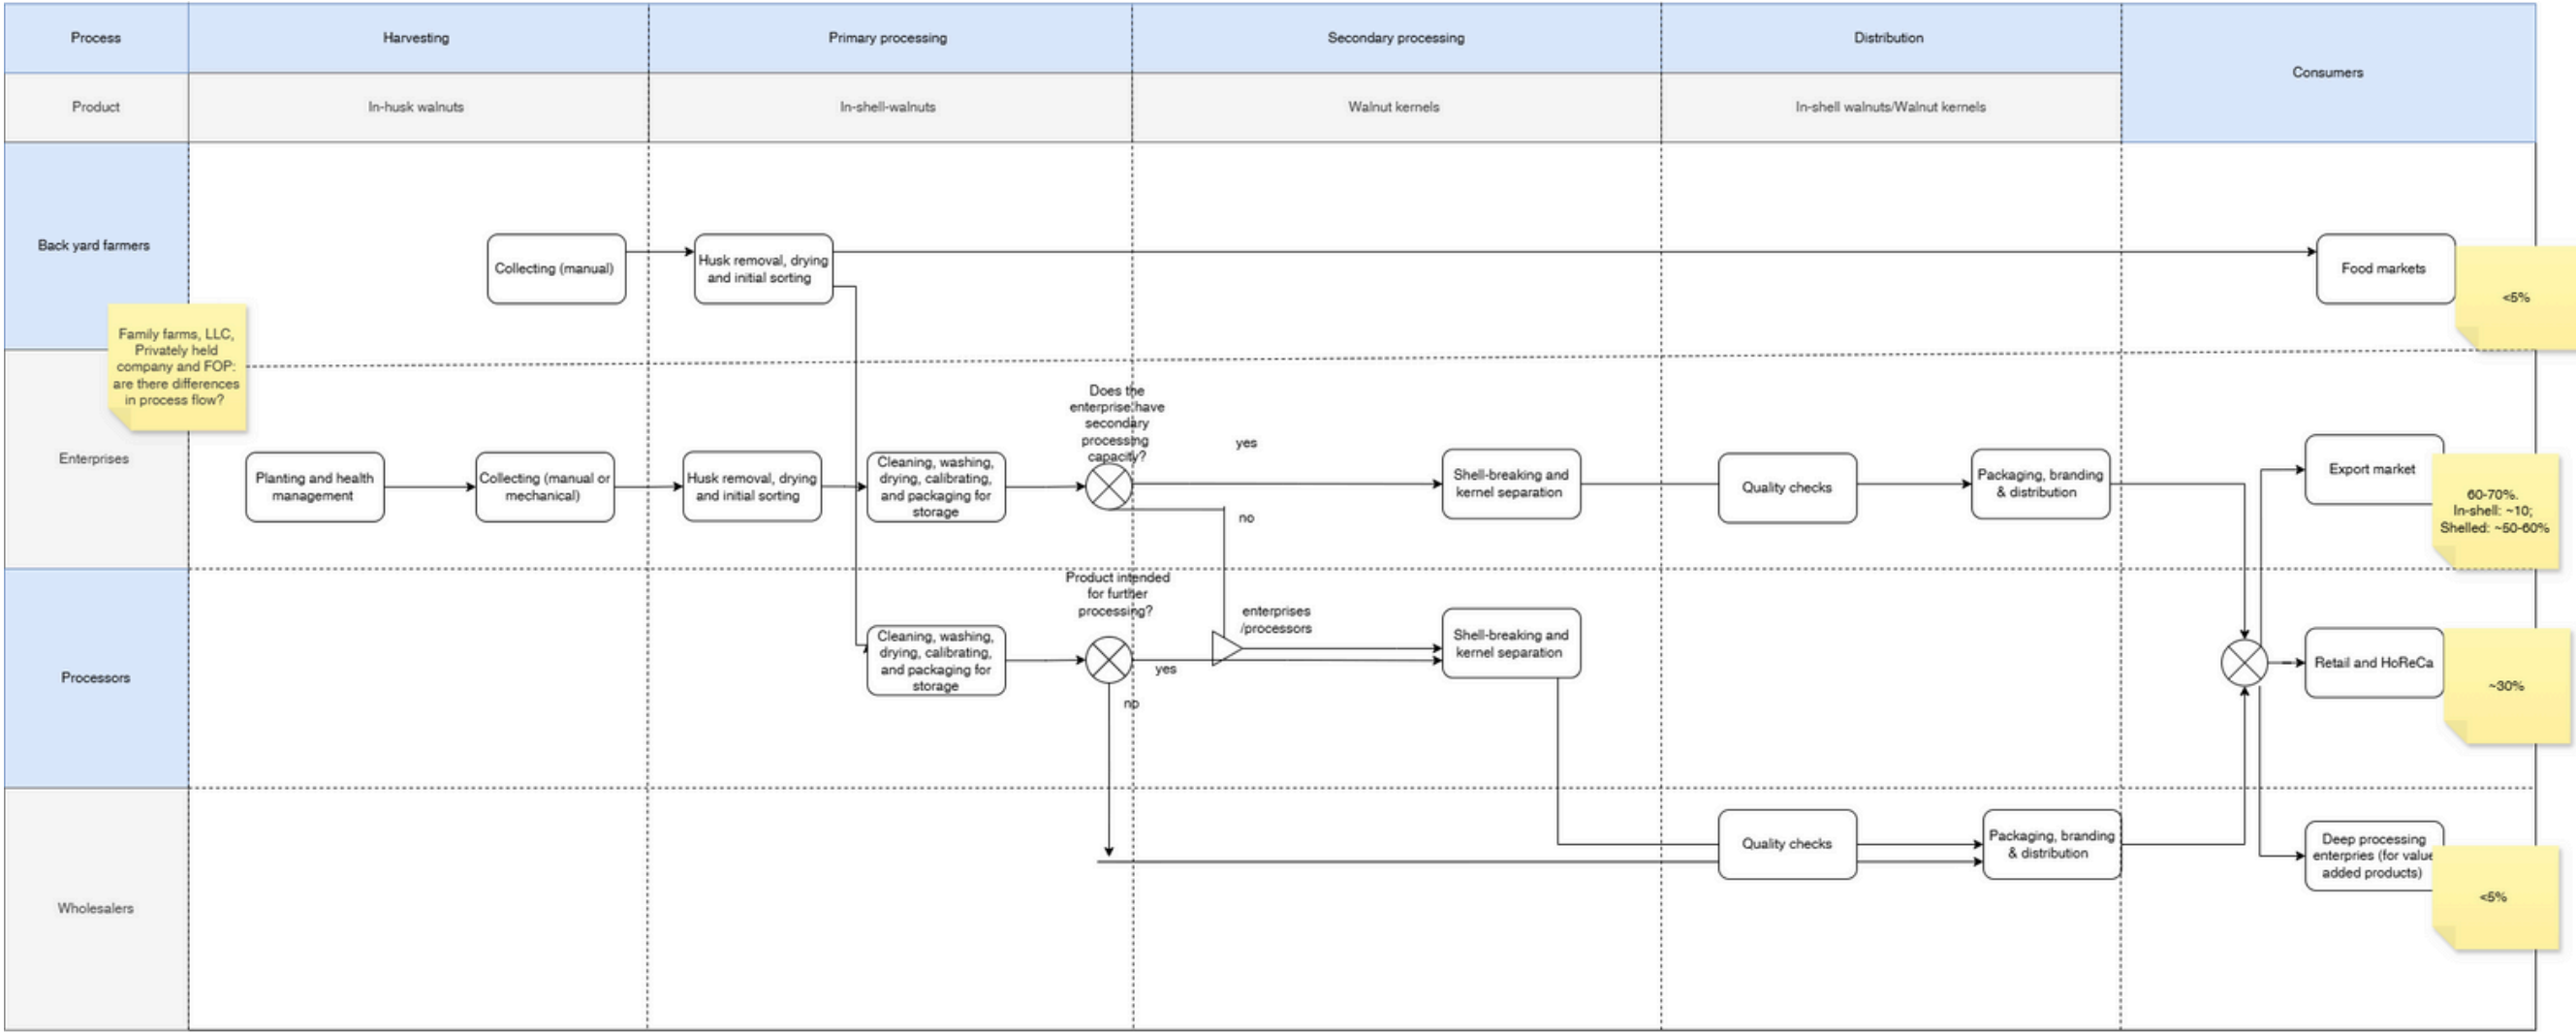 Process
Harvesting
Primary processing
Secondary processing
Distribution
Consumers
Product
In-husk walnuts
In-shell-walnuts
Walnut kernels
In-shell walnuts/Walnut kernels
Back yard farmers
Collecting (manual)
Husk removal, drying
and initial sorting
Food markets
<5%
Family farms, LLC,
Privately held
company and FOP:
are there differences
in process flow?
Enterprises
Planting and health
management
Collecting (manual or
mechanical)
Husk removal, drying
and initial sorting
Cleaning, washing,
drying, calibrating,
and packaging for
storage
Does the
enterprise have
secondary
processing
capacity?
yes
no
Shell-breaking and
kernel separation
Quality checks
Packaging, branding
& distribution
Export market
60-70%.
In-shell: ~10;
Shelled: ~50-60%
Processors
Cleaning, washing,
drying, calibrating,
and packaging for
storage
Product intended
for further
processing?
yes
no
enterprises
/processors
Shell-breaking and
kernel separation
Retail and HoReCa
~30%
Wholesalers
Quality checks
Packaging, branding
& distribution
Deep processing
enterpries (for value
added products)
<5%